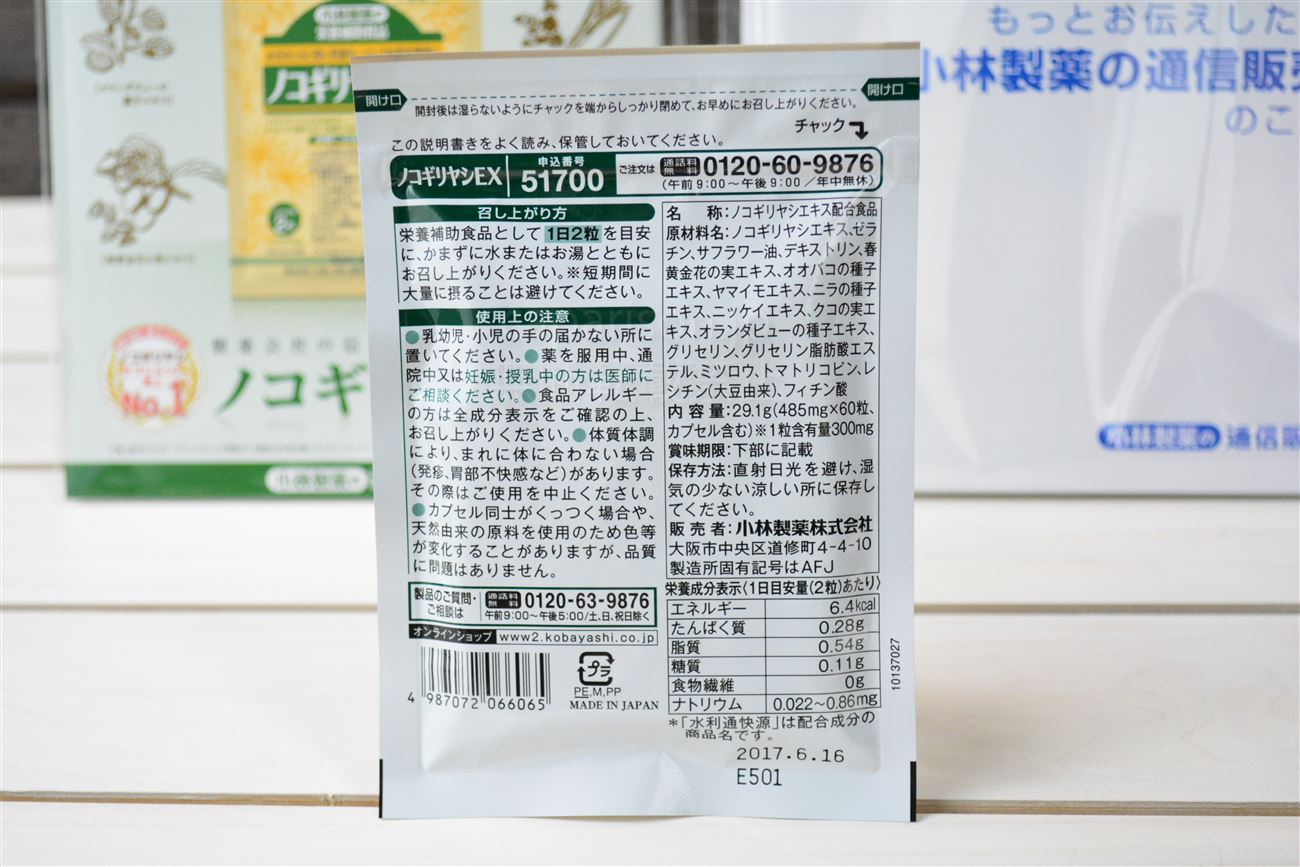 もっとお伝えした
小林製薬の通信販売
のこ
ノコギリ
No.1
ノコギ
小林製薬の 通信販
開け口
開け口
開封後は湿らないようにチャックを端からしっかり閉めて、お早めにお召し上がりください。
チャック
この説明書きをよく読み、保管しておいてください。
ノコギリヤシEX 申込番号 51700 ご注文は 通話料無料 0120-60-9876
(午前9:00～午後9:00/年中無休)
召し上がり方
栄養補助食品として1日2粒を目安
に、かまずに水またはお湯とともに
お召し上がりください。※短期間に
大量に摂ることは避けてください。
使用上の注意
●乳幼児・小児の手の届かない所に
置いてください。●薬を服用中、通
院中又は妊娠・授乳中の方は医師に
ご相談ください。●食品アレルギー
の方は全成分表示をご確認の上、
お召し上がりください。●体質体調
により、まれに体に合わない場合
(発疹、胃部不快感など)があります。
その際はご使用を中止ください。
●カプセル同士がくっつく場合や、
天然由来の原料を使用のため色等
が変化することがありますが、品質
に問題はありません。
製品のご質問・ご相談は 通話料無料 0120-63-9876
午前9:00～午後5:00/土、日、祝日除く
オンラインショップ www2.kobayashi.co.jp
4 987072 066065
プラ
PE,M,PP
MADE IN JAPAN
名 称:ノコギリヤシエキス配合食品
原材料名:ノコギリヤシエキス、ゼラ
チン、サフラワー油、デキストリン、春
黄金花の実エキス、オオバコの種子
エキス、ヤマイモエキス、ニラの種子
エキス、ニッケイエキス、クコの実エ
キス、オランダビューの種子エキス、
グリセリン、グリセリン脂肪酸エス
テル、ミツロウ、トマトリコピン、レ
シチン(大豆由来)、フィチン酸
内 容 量:29.1g(485mg×60粒、
カプセル含む)※1粒含有量300mg
賞味期限:下部に記載
保存方法:直射日光を避け、湿
気の少ない涼しい所に保存し
てください。
販 売 者:小林製薬株式会社
大阪市中央区道修町4-4-10
製造所固有記号はAFJ
栄養成分表示〈1日目安量(2粒)あたり〉
エネルギー 6.4kcal
たんぱく質 0.28g
脂質 0.54g
糖質 0.11g
食物繊維 0g
ナトリウム 0.022～0.86mg
*「水利通快源」は配合成分の
商品名です。
10137027
2017.6.16
E501